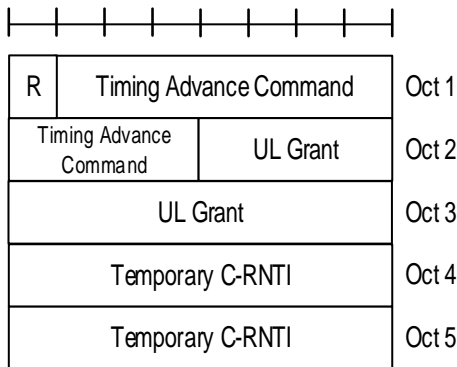 R Timing Advance Command Oct 1
Timing Advance
Command UL Grant Oct 2
UL Grant Oct 3
Temporary C-RNTI Oct 4
Temporary C-RNTI Oct 5